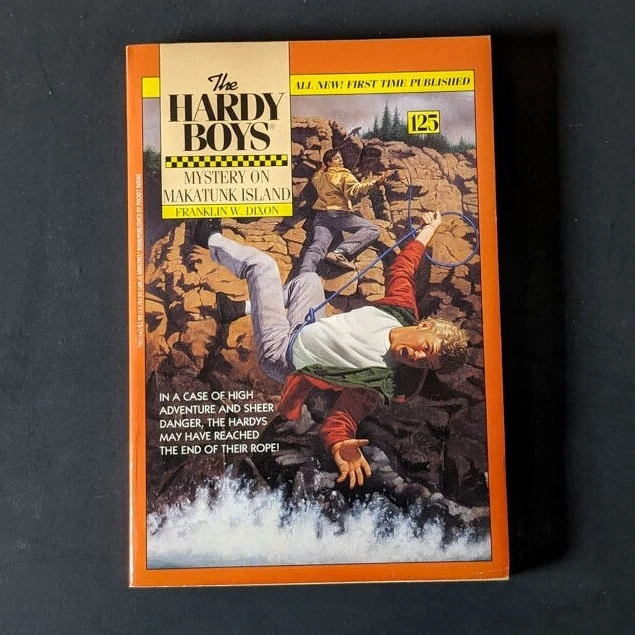 The
HARDY
BOYS®
MYSTERY ON
MAKATUNK ISLAND
FRANKLIN W. DIXON
ALL NEW! FIRST TIME PUBLISHED
125
IN A CASE OF HIGH
ADVENTURE AND SHEER
DANGER, THE HARDYS
MAY HAVE REACHED
THE END OF THEIR ROPE!